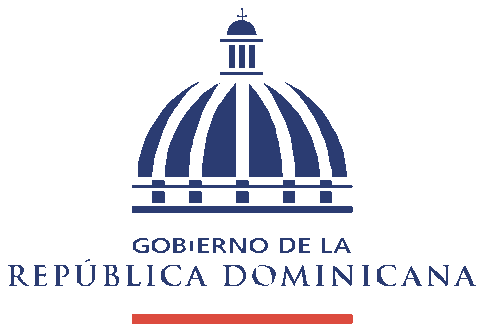 GOBIERNO DE LA
REPÚBLICA DOMINICANA